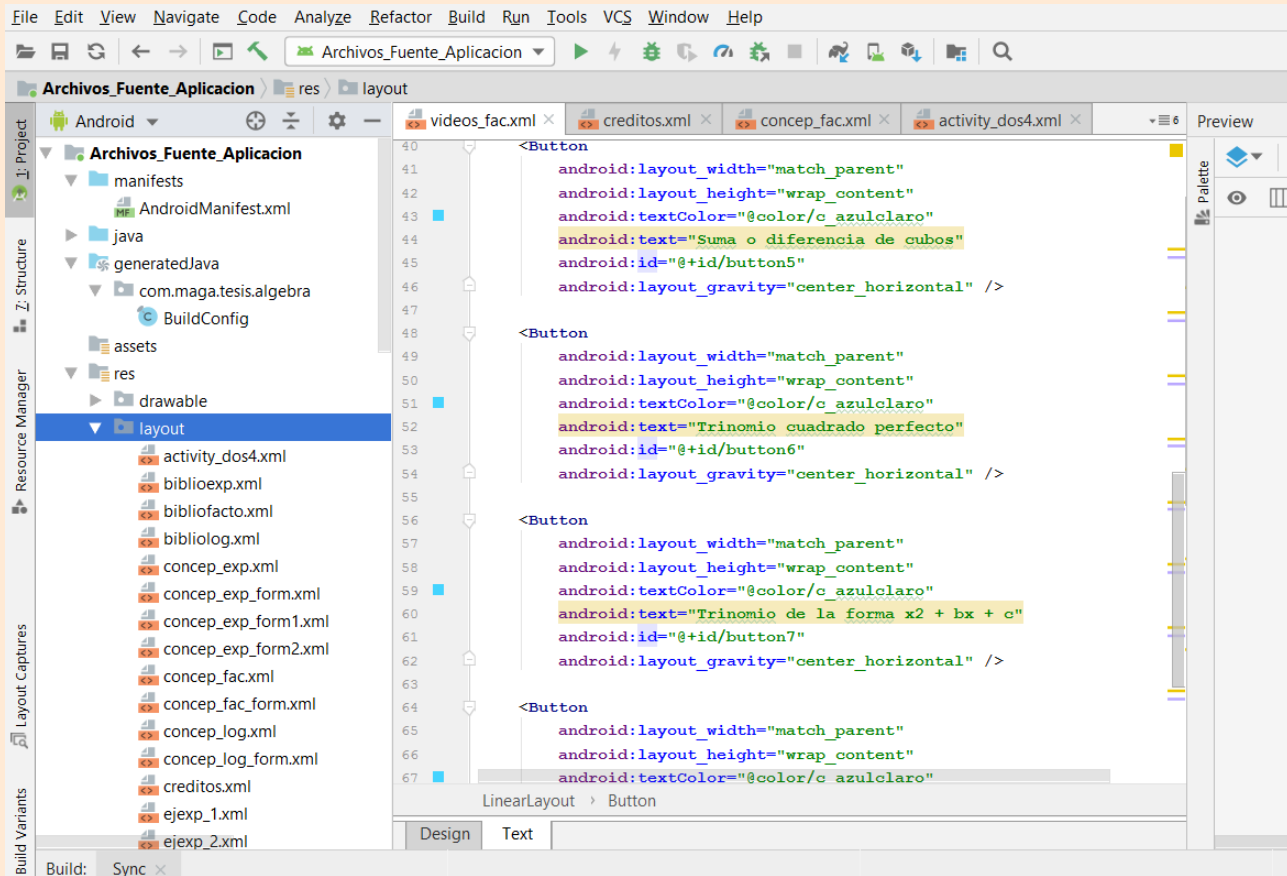 File Edit View Navigate Code Analyze Refactor Build Run Tools VCS Window Help
Archivos_Fuente_Aplicacion
Archivos_Fuente_Aplicacion res layout
1: Project
Z: Structure
Resource Manager
Layout Captures
Build Variants
Android
Archivos_Fuente_Aplicacion
manifests
MF AndroidManifest.xml
java
generatedJava
com.maga.tesis.algebra
C BuildConfig
assets
res
drawable
layout
activity_dos4.xml
biblioexp.xml
bibliofacto.xml
bibliolog.xml
concep_exp.xml
concep_exp_form.xml
concep_exp_form1.xml
concep_exp_form2.xml
concep_fac.xml
concep_fac_form.xml
concep_log.xml
concep_log_form.xml
creditos.xml
ejexp_1.xml
ejexp_2.xml
videos_fac.xml creditos.xml concep_fac.xml activity_dos4.xml 6
40 <Button
41 android:layout_width="match_parent"
42 android:layout_height="wrap_content"
43 android:textColor="@color/c_azulclaro"
44 android:text="Suma o diferencia de cubos"
45 android:id="@+id/button5"
46 android:layout_gravity="center_horizontal" />
47
48 <Button
49 android:layout_width="match_parent"
50 android:layout_height="wrap_content"
51 android:textColor="@color/c_azulclaro"
52 android:text="Trinomio cuadrado perfecto"
53 android:id="@+id/button6"
54 android:layout_gravity="center_horizontal" />
55
56 <Button
57 android:layout_width="match_parent"
58 android:layout_height="wrap_content"
59 android:textColor="@color/c_azulclaro"
60 android:text="Trinomio de la forma x2 + bx + c"
61 android:id="@+id/button7"
62 android:layout_gravity="center_horizontal" />
63
64 <Button
65 android:layout_width="match_parent"
66 android:layout_height="wrap_content"
67 android:textColor="@color/c_azulclaro"
LinearLayout › Button
Design Text
Preview
Palette
Build: Sync